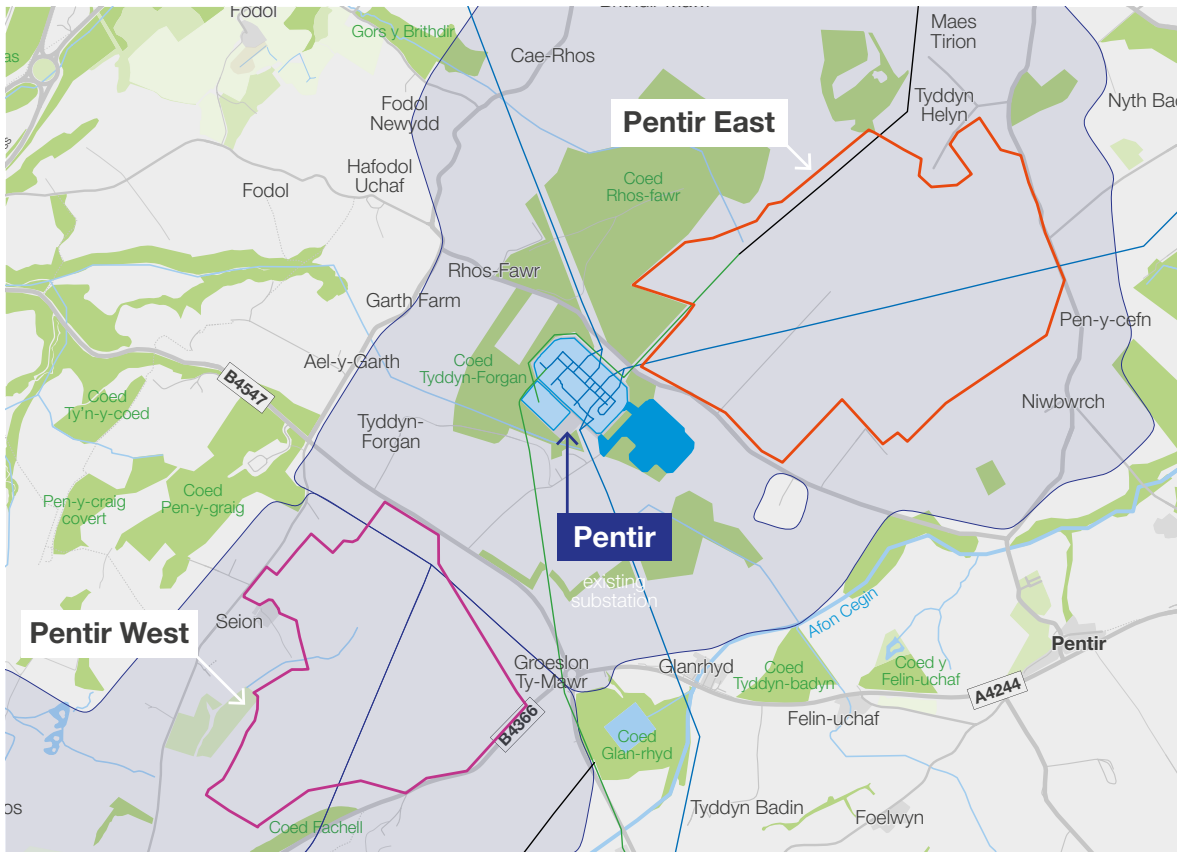 Fodol
Gors y Brithdir
Cae-Rhos
Maes
Tirion
Fodol
Newydd
Pentir East
Tyddyn
Helyn
Hafodol
Uchaf
Fodol
Coed
Rhos-fawr
Rhos-Fawr
Garth Farm
Pen-y-cefn
Ael-y-Garth
Coed
Tyddyn-Forgan
B4547
Coed
Ty'n-y-coed
Tyddyn-
Forgan
Niwbwrch
Pen-y-craig
covert
Coed
Pen-y-graig
Pentir
existing
substation
Afon Cegin
Seion
Pentir West
Groeslon
Ty-Mawr
Glanrhyd
Coed
Tyddyn-badyn
Coed y
Felin-uchaf
Pentir
A4244
B4366
Felin-uchaf
Coed
Glan-rhyd
Tyddyn Badin
Foelwyn
Coed Fachell